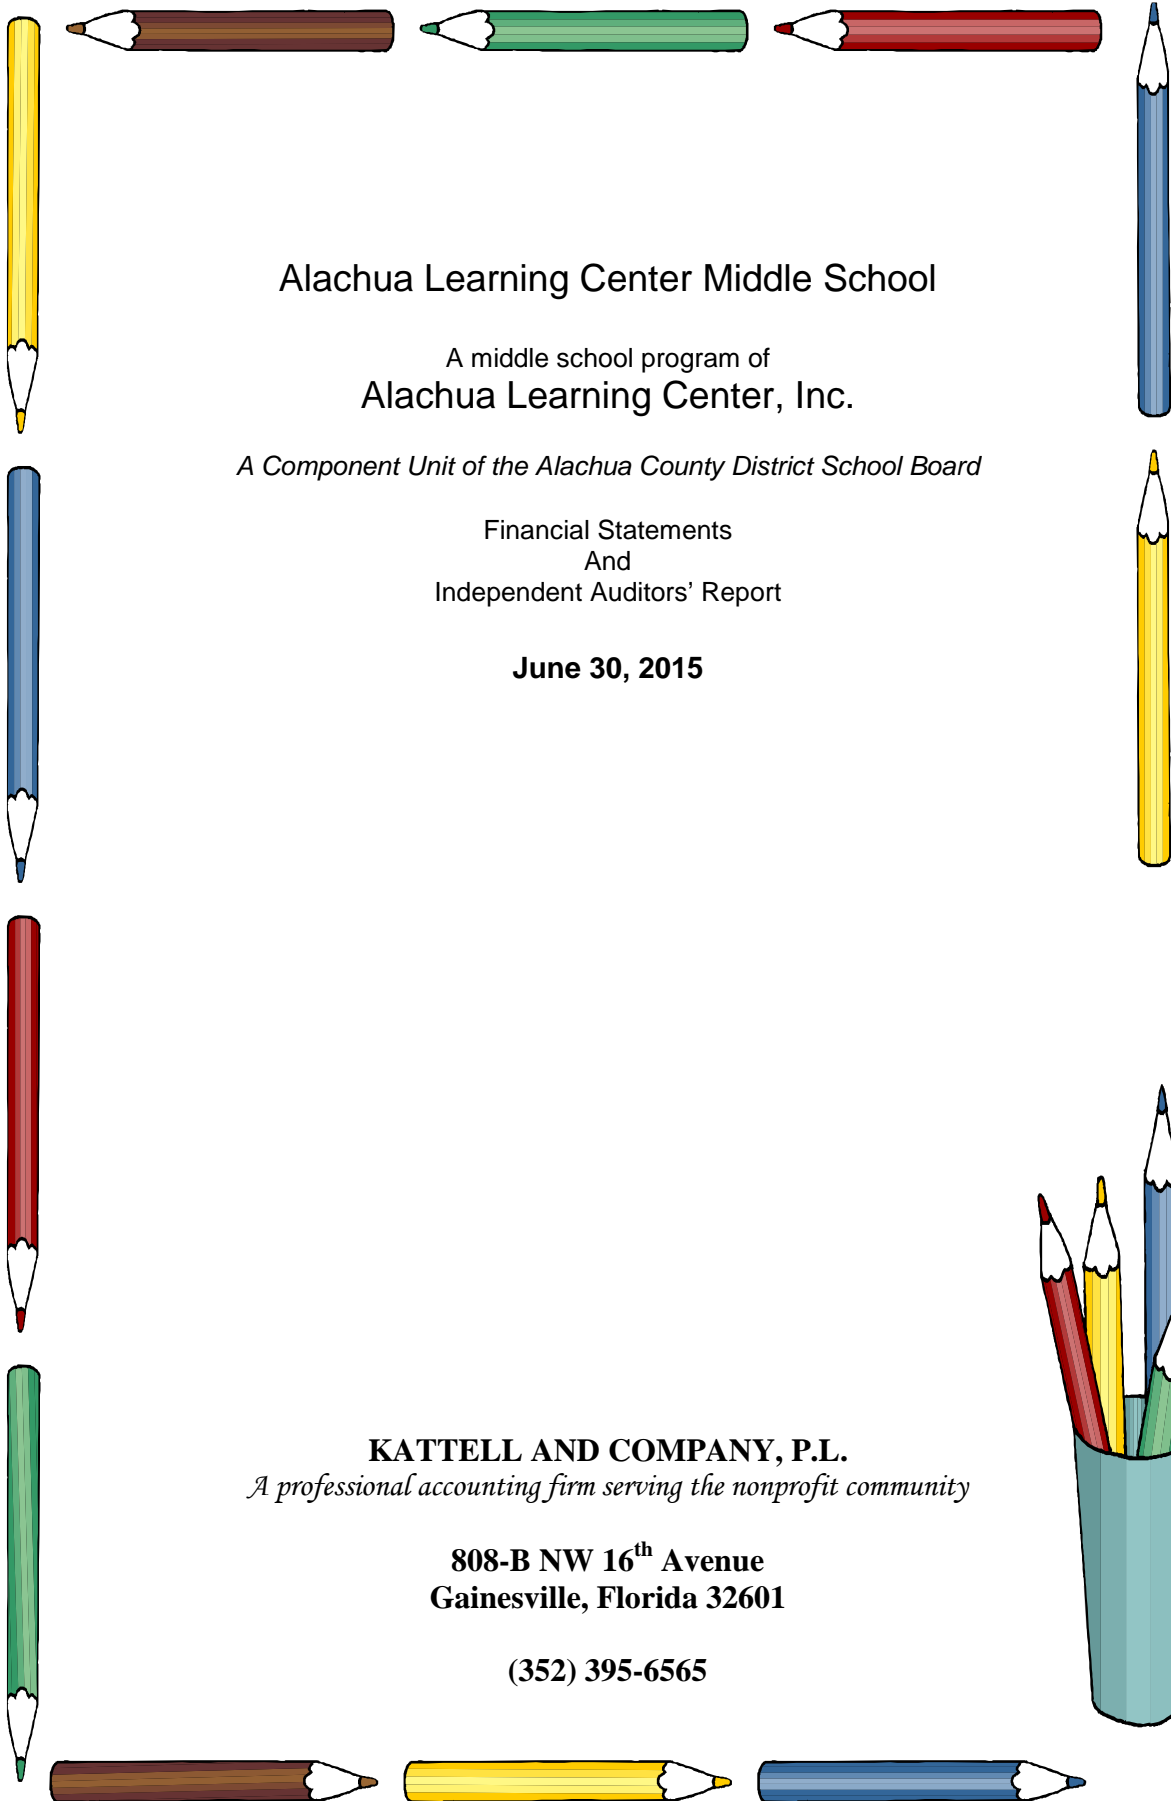 Alachua Learning Center Middle School
A middle school program of
Alachua Learning Center, Inc.
A Component Unit of the Alachua County District School Board
Financial Statements
And
Independent Auditors’ Report
June 30, 2015
KATTELL AND COMPANY, P.L.
A professional accounting firm serving the nonprofit community
808-B NW 16th Avenue
Gainesville, Florida 32601
(352) 395-6565